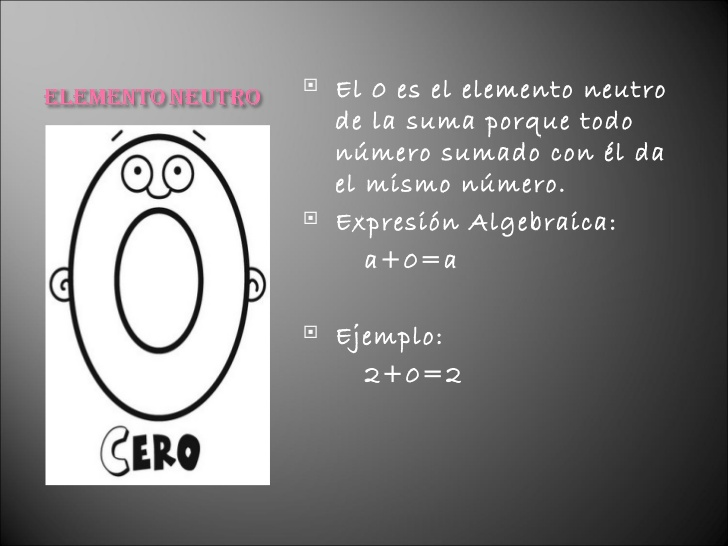 ELEMENTO NEUTRO
El 0 es el elemento neutro
de la suma porque todo
número sumado con él da
el mismo número.
Expresión Algebraica:
a+0=a
Ejemplo:
2+0=2
CERO